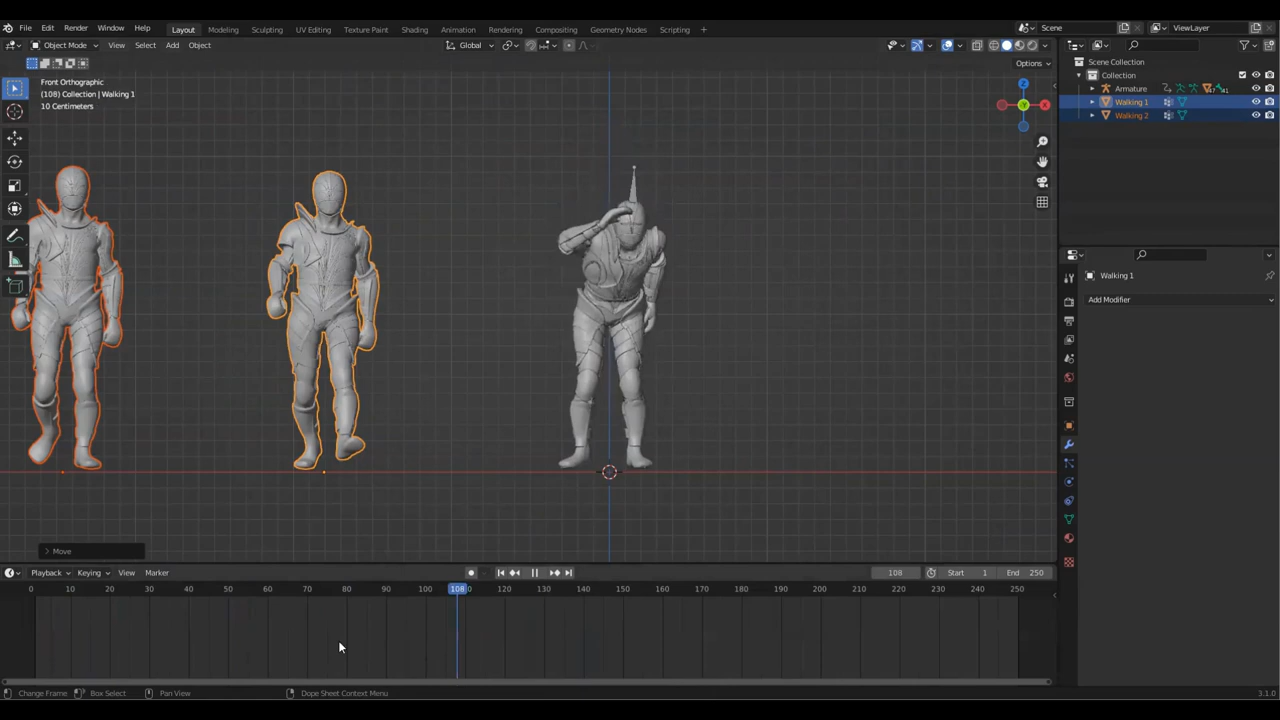 File Edit Render Window Help Layout Modeling Sculpting UV Editing Texture Paint Shading Animation Rendering Compositing Geometry Nodes Scripting Scene ViewLayer
Object Mode View Select Add Object Global
Options
Front Orthographic
(108) Collection | Walking 1
10 Centimeters
Z
Y
X
Scene Collection
Collection
Armature
Walking 1
Walking 2
Walking 1
Add Modifier
Move
Playback Keying View Marker 108 Start 1 End 250
0 10 20 30 40 50 60 70 80 90 100 108 120 130 140 150 160 170 180 190 200 210 220 230 240 250
Change Frame Box Select Pan View Dope Sheet Context Menu 3.1.0